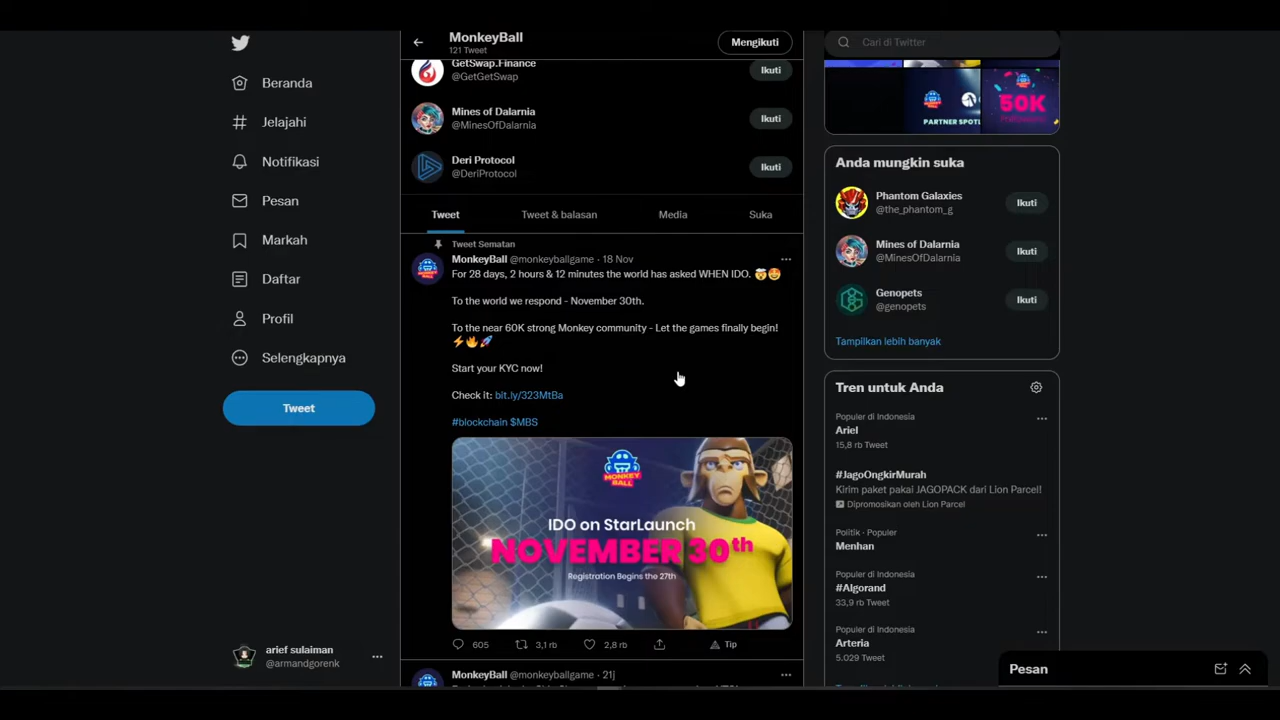 Beranda
Jelajahi
Notifikasi
Pesan
Markah
Daftar
Profil
Selengkapnya
Tweet
arief sulaiman
@armandgorenk
MonkeyBall
121 Tweet
Mengikuti
GetSwap.Finance
@GetGetSwap
Ikuti
Mines of Dalarnia
@MinesOfDalarnia
Ikuti
Deri Protocol
@DeriProtocol
Ikuti
Tweet
Tweet & balasan
Media
Suka
Tweet Sematan
MonkeyBall @monkeyballgame · 18 Nov
For 28 days, 2 hours & 12 minutes the world has asked WHEN IDO. 🤯🤩
To the world we respond - November 30th.
To the near 60K strong Monkey community - Let the games finally begin!
⚡🔥🚀
Start your KYC now!
Check it: bit.ly/323MtBa
#blockchain $MBS
MONKEY
BALL
IDO on StarLaunch
NOVEMBER 30th
Registration Begins the 27th
605
3,1 rb
2,8 rb
Tip
MonkeyBall @monkeyballgame · 21j
Cari di Twitter
PARTNER SPOTL
50K
Anda mungkin suka
Phantom Galaxies
@the_phantom_g
Ikuti
Mines of Dalarnia
@MinesOfDalarnia
Ikuti
Genopets
@genopets
Ikuti
Tampilkan lebih banyak
Tren untuk Anda
Populer di Indonesia
Ariel
15,8 rb Tweet
#JagoOngkirMurah
Kirim paket pakai JAGOPACK dari Lion Parcel!
Dipromosikan oleh Lion Parcel
Politik · Populer
Menhan
Populer di Indonesia
#Algorand
33,9 rb Tweet
Populer di Indonesia
Arteria
5.029 Tweet
Pesan